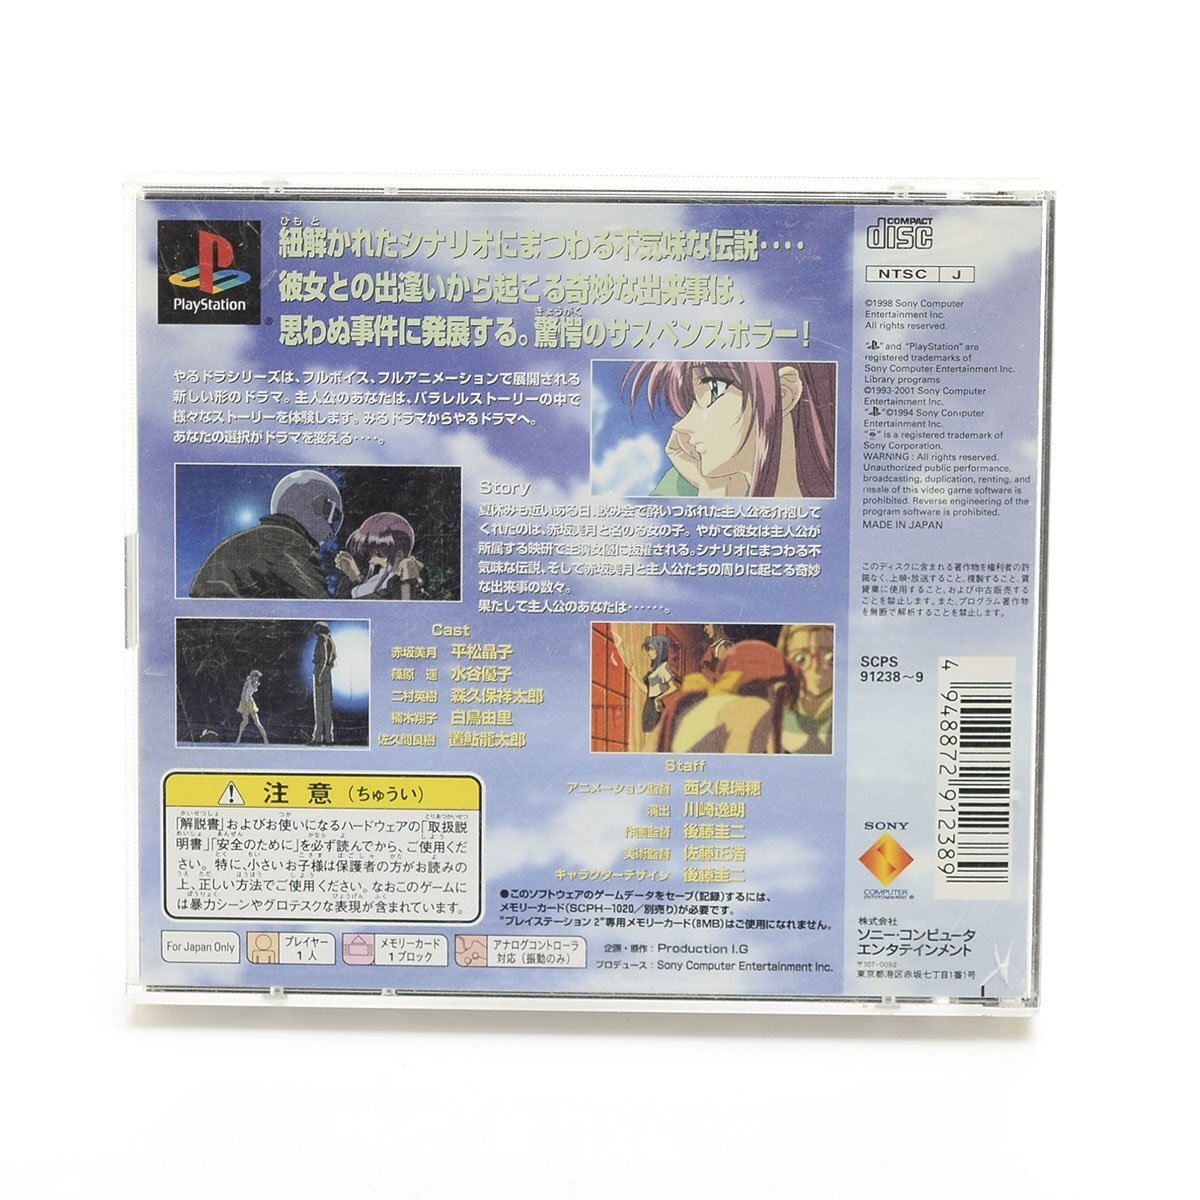 PlayStation
®
ひもと
紐解かれたシナリオにまつわる不気味な伝説‥‥
彼女との出逢いから起こる奇妙な出来事は、
きょうがく
思わぬ事件に発展する。驚愕のサスペンスホラー!
やるドラシリーズは、フルボイス、フルアニメーションで展開される
新しい形のドラマ。主人公のあなたは、パラレルストーリーの中で
様々なストーリーを体験します。みるドラマからやるドラマへ。
あなたの選択がドラマを変える‥‥。
Story
夏休みも近いある日、飲み会で酔いつぶれた主人公を介抱して
くれたのは、赤坂美月と名のる女の子。やがて彼女は主人公が
所属する映研で主演女優に抜擢される。シナリオにまつわる不
気味な伝説、そして赤坂美月と主人公たちの周りに起こる奇妙
な出来事の数々。
果たして主人公のあなたは‥‥‥。
Cast
赤坂美月 平松晶子
篠原 遥 水谷優子
二村英樹 森久保祥太郎
楠木翔子 白鳥由里
佐久間良樹 置鮎龍太郎
Staff
アニメーション監督 西久保瑞穂
演出 川崎逸朗
作画監督 後藤圭二
美術監督 佐藤正浩
キャラクターデザイン 後藤圭二
注意(ちゅうい)
「解説書」およびお使いになるハードウェアの「取扱説
明書」「安全のために」を必ず読んでから、ご使用くだ
さい。特に、小さいお子様は保護者の方がお読みの
上、正しい方法でご使用ください。なおこのゲームに
は暴力シーンやグロテスクな表現が含まれています。
●このソフトウェアのゲームデータをセーブ(記録)するには、
メモリーカード(SCPH-1020/別売り)が必要です。
"プレイステーション 2"専用メモリーカード(8MB)はご使用になれません。
For Japan Only
プレイヤー
1人
メモリーカード
1ブロック
アナログコントローラ
対応(振動のみ)
企画・原作:Production I.G
プロデュース:Sony Computer Entertainment Inc.
COMPACT
disc
NTSC J
©1998 Sony Computer
Entertainment Inc.
All rights reserved.
" " and "PlayStation" are
registered trademarks of
Sony Computer Entertainment Inc.
Library programs
©1993-2001 Sony Computer
Entertainment Inc.
" "©1994 Sony Computer
Entertainment Inc.
" " is a registered trademark of
Sony Corporation.
WARNING : All rights reserved.
Unauthorized public performance,
broadcasting, duplication, renting, and
resale of this video game software is
prohibited. Reverse engineering of the
program software is prohibited.
MADE IN JAPAN
このディスクに含まれる著作物を権利者の許
諾なく、上映・放送すること、複製すること、賃
貸業に使用すること、および中古販売する
ことを禁止します。また、プログラム著作物
を無断で解析することも禁止します。
SCPS
91238～9
4 948872 912389
SONY
COMPUTER
ENTERTAINMENT ®
株式会社
ソニー・コンピュータ
エンタテインメント
〒107-0052
東京都港区赤坂七丁目1番1号